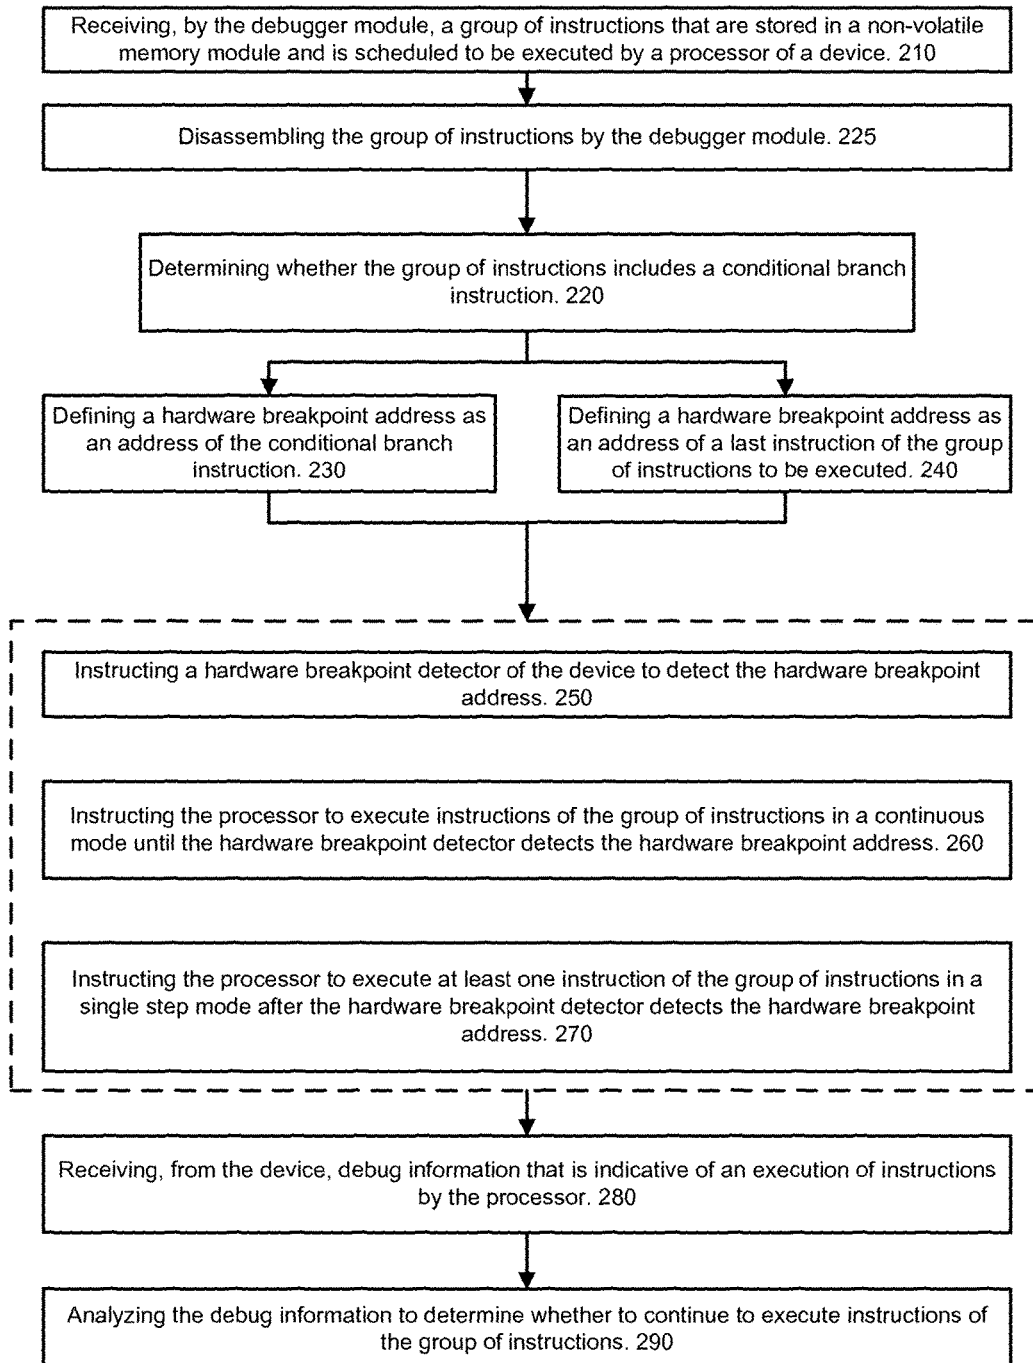 Receiving, by the debugger module, a group of instructions that are stored in a non-volatile
memory module and is scheduled to be executed by a processor of a device. 210
Disassembling the group of instructions by the debugger module. 225
Determining whether the group of instructions includes a conditional branch
instruction. 220
Defining a hardware breakpoint address as
an address of the conditional branch
instruction. 230
Defining a hardware breakpoint address as
an address of a last instruction of the group
of instructions to be executed. 240
Instructing a hardware breakpoint detector of the device to detect the hardware breakpoint
address. 250
Instructing the processor to execute instructions of the group of instructions in a continuous
mode until the hardware breakpoint detector detects the hardware breakpoint address. 260
Instructing the processor to execute at least one instruction of the group of instructions in a
single step mode after the hardware breakpoint detector detects the hardware breakpoint
address. 270
Receiving, from the device, debug information that is indicative of an execution of instructions
by the processor. 280
Analyzing the debug information to determine whether to continue to execute instructions of
the group of instructions. 290